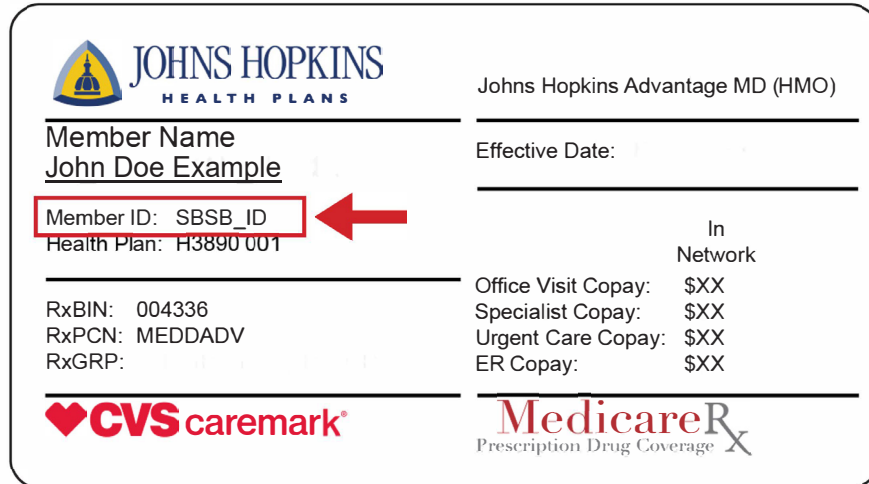 JOHNS HOPKINS
HEALTH PLANS
Johns Hopkins Advantage MD (HMO)
Member Name
John Doe Example
Effective Date:
Member ID: SBSB_ID
Health Plan: H3890 001
In
Network
Office Visit Copay: $XX
Specialist Copay: $XX
Urgent Care Copay: $XX
ER Copay: $XX
RxBIN: 004336
RxPCN: MEDDADV
RxGRP:
CVS caremark®
MedicareRx
Prescription Drug Coverage